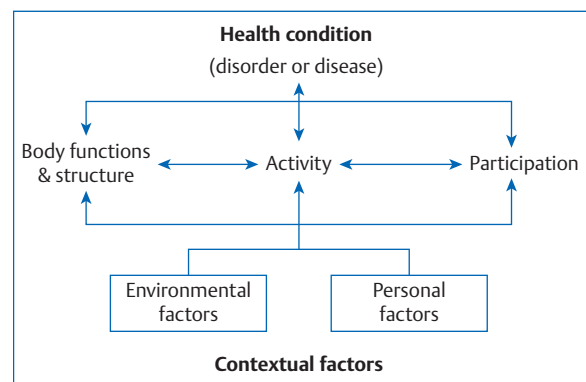 Health condition
(disorder or disease)
Body functions
& structure
Activity
Participation
Environmental
factors
Personal
factors
Contextual factors